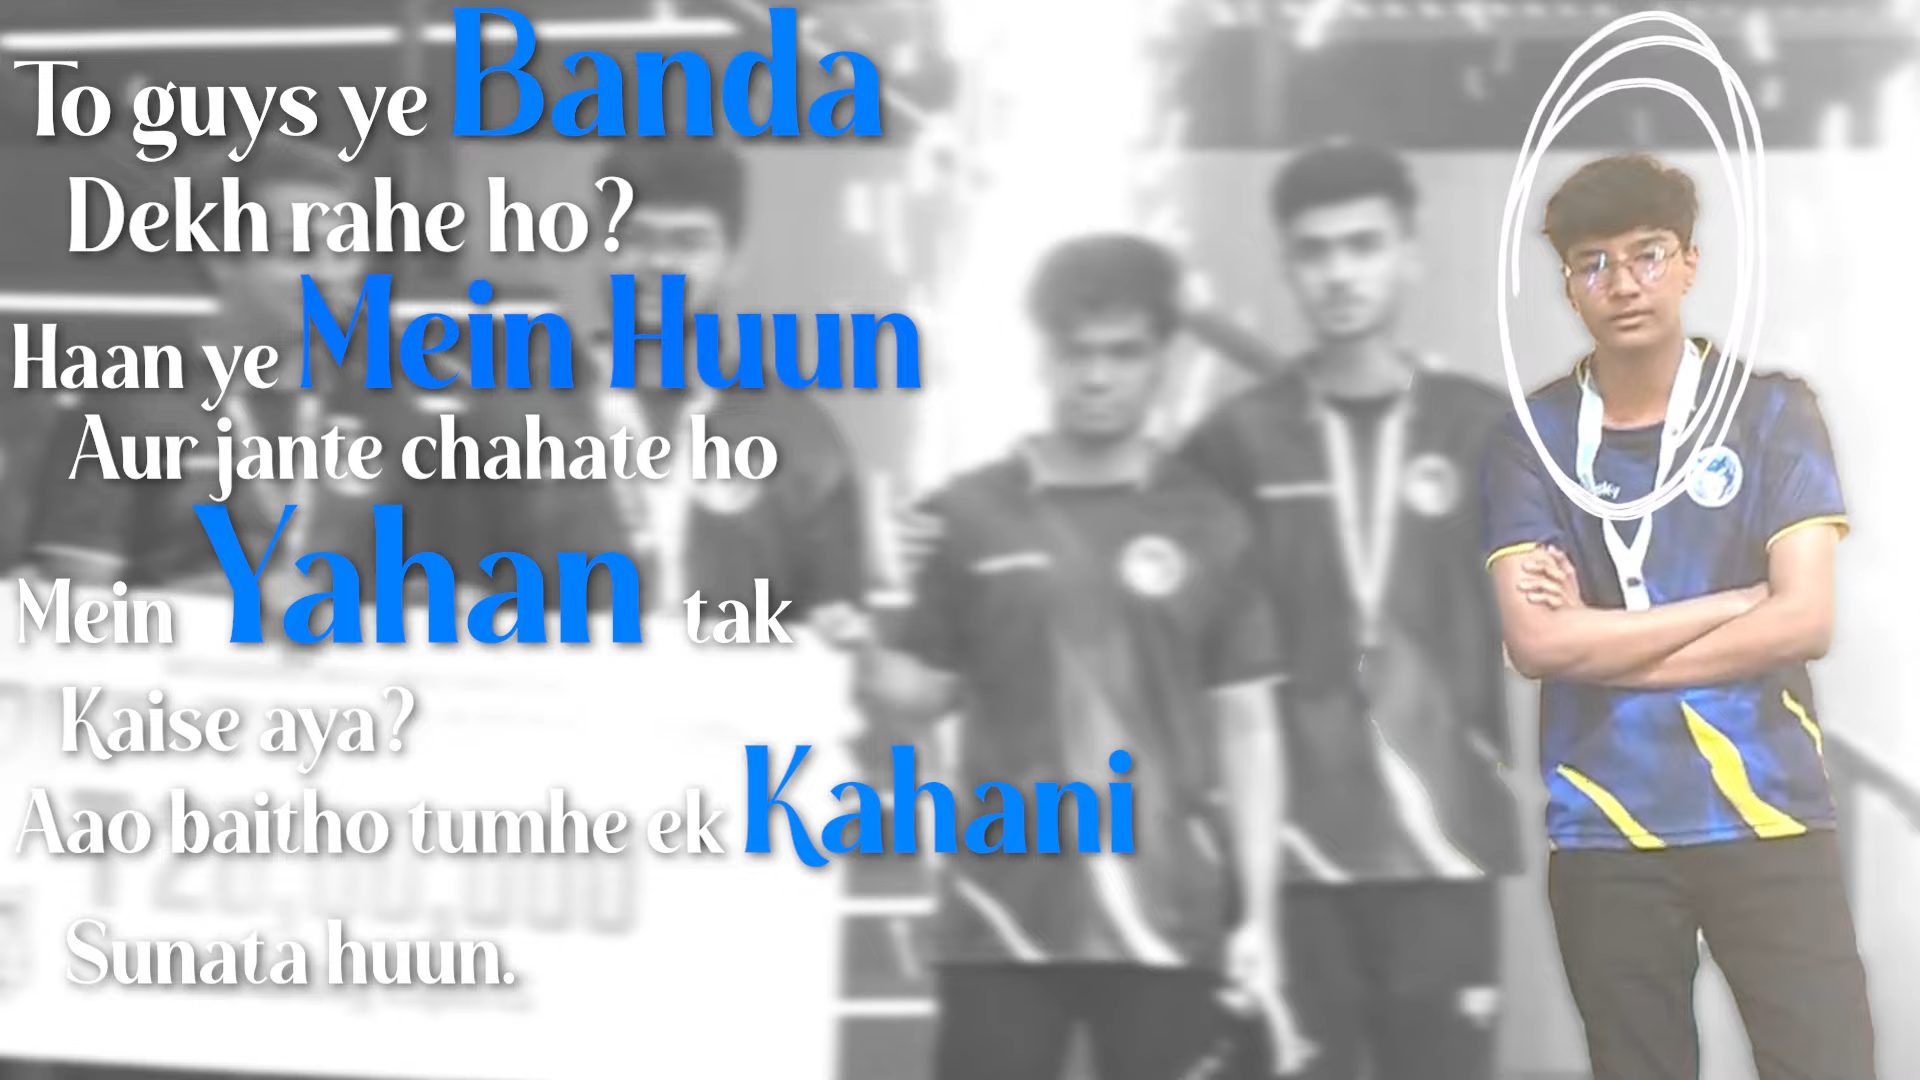 To guys ye Banda
Dekh rahe ho?
Haan ye Mein Huun
Aur jante chahate ho
Mein Yahan tak
Kaise aya?
Aao baitho tumhe ek Kahani
Sunata huun.